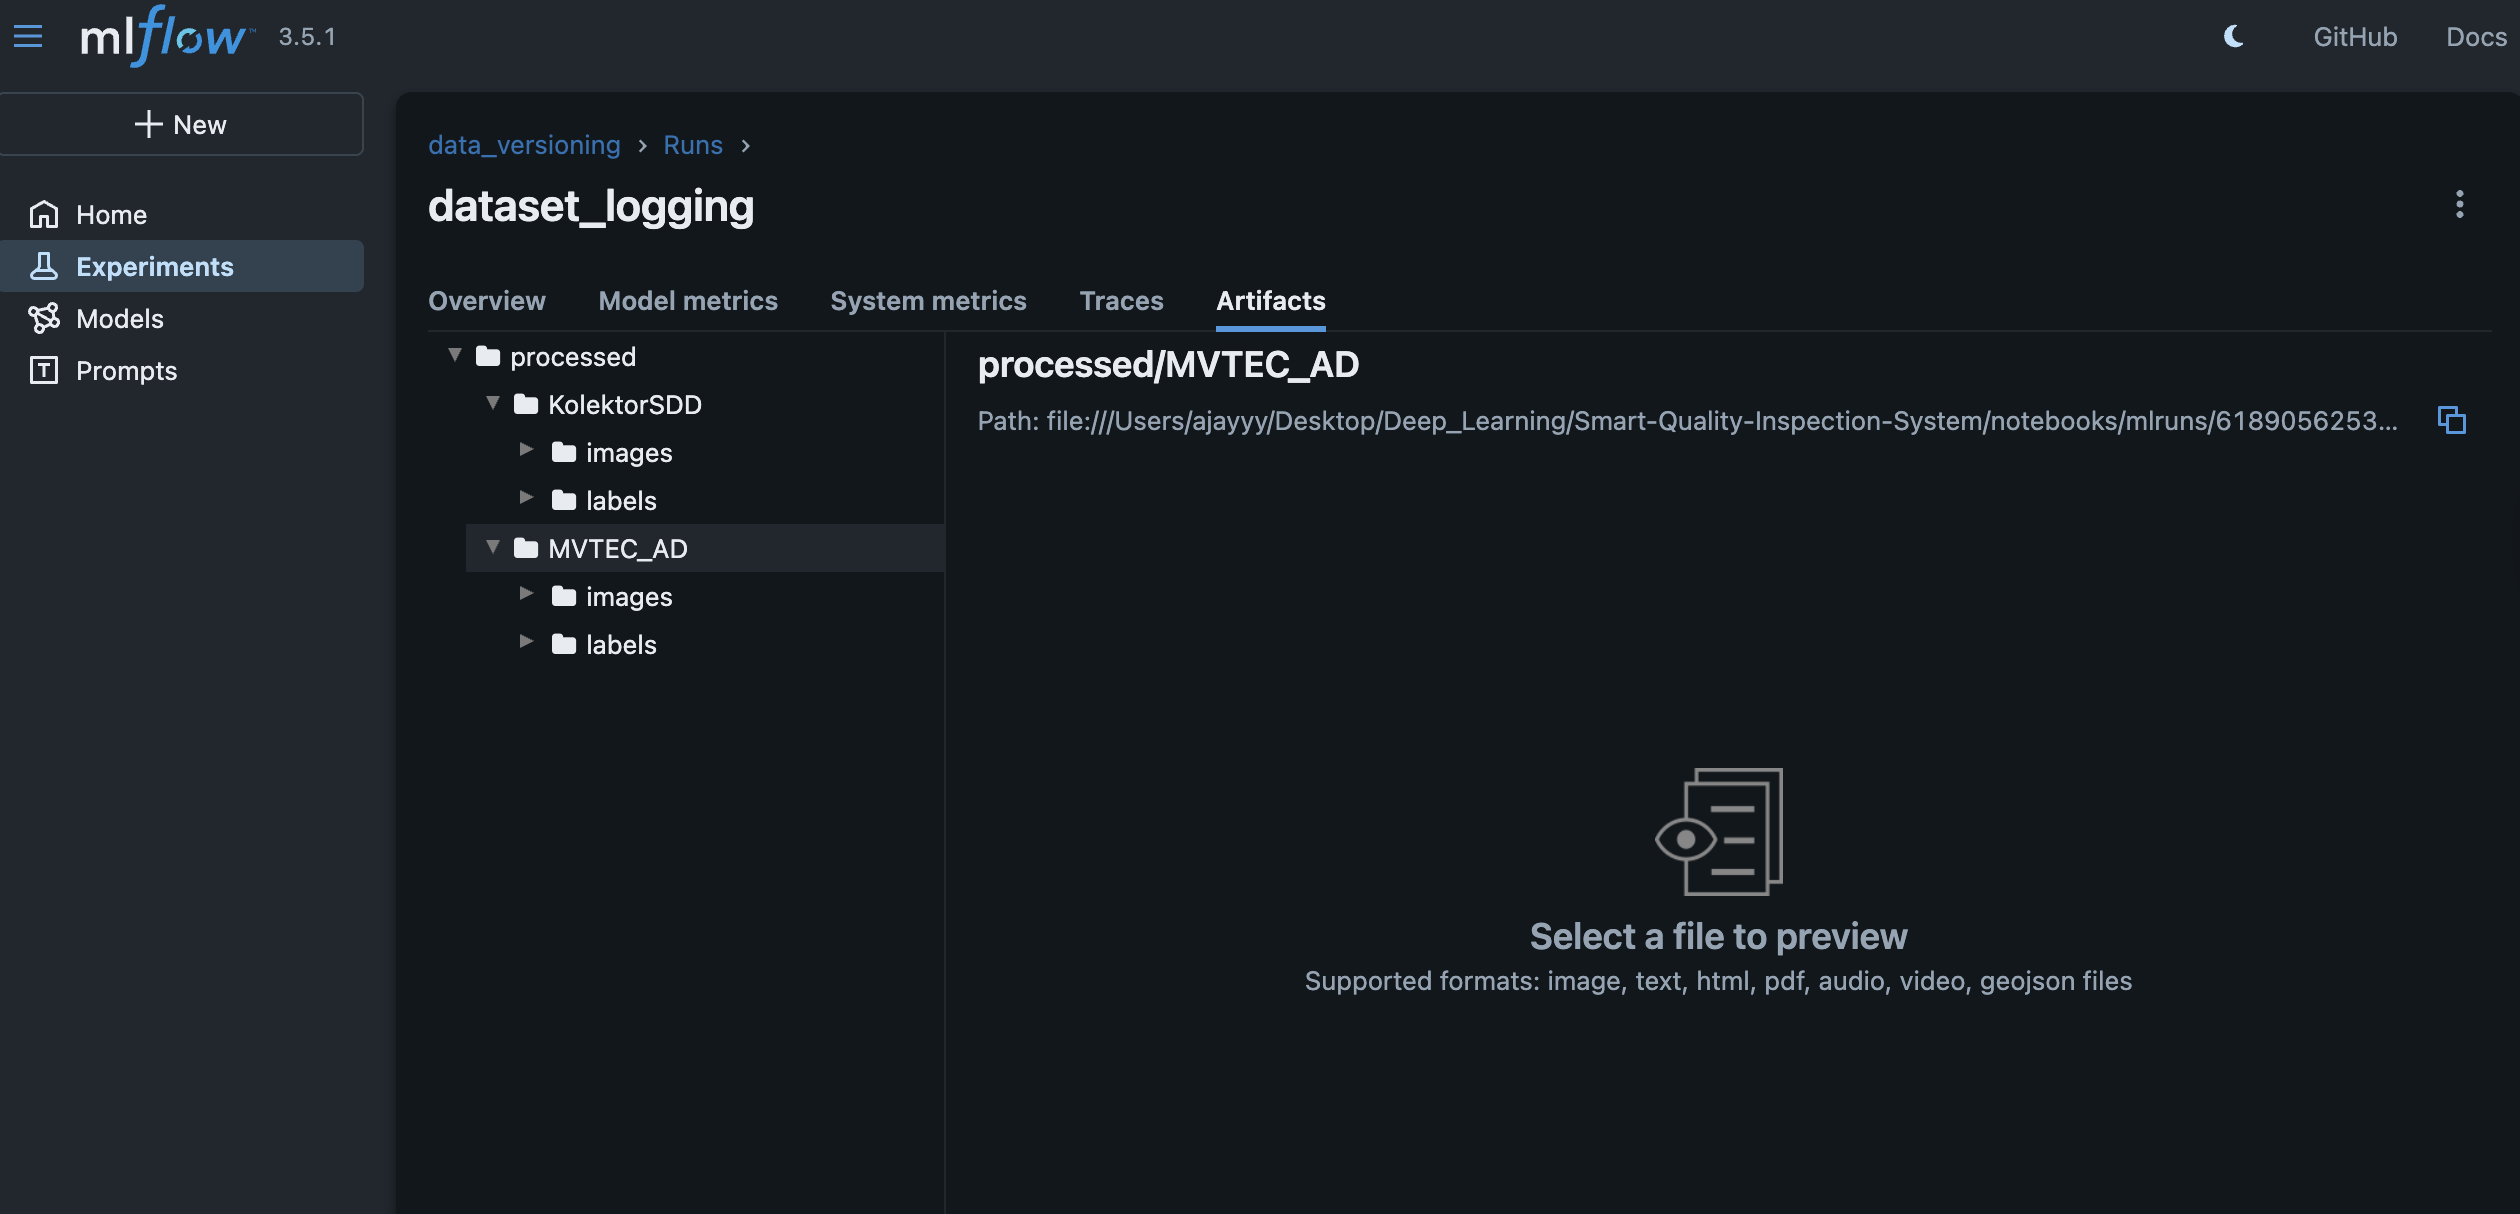 mlflow™ 3.5.1
GitHub
Docs
New
Home
Experiments
Models
Prompts
data_versioning › Runs ›
dataset_logging
Overview
Model metrics
System metrics
Traces
Artifacts
processed
KolektorSDD
images
labels
MVTEC_AD
images
labels
processed/MVTEC_AD
Path: file:///Users/ajayyy/Desktop/Deep_Learning/Smart-Quality-Inspection-System/notebooks/mlruns/6189056253...
Select a file to preview
Supported formats: image, text, html, pdf, audio, video, geojson files